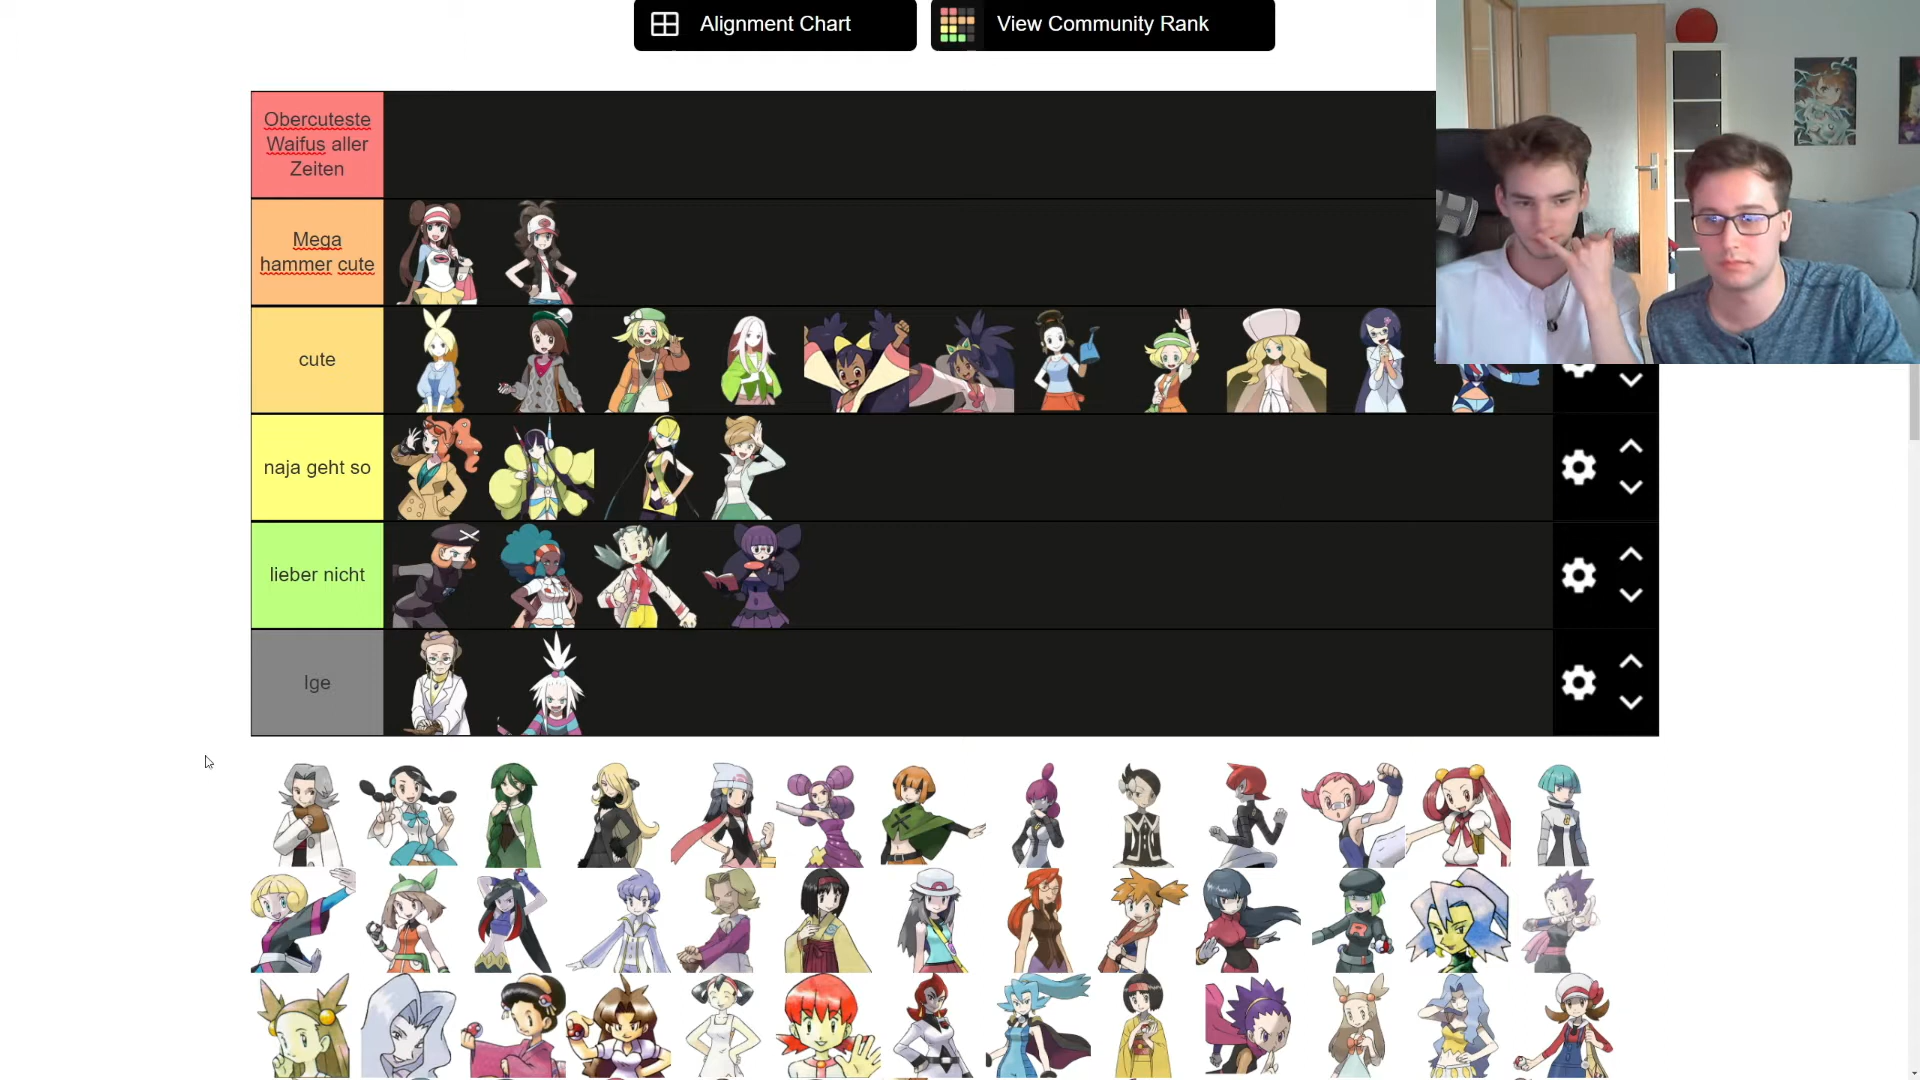 Alignment Chart
View Community Rank
Obercuteste
Waifus aller
Zeiten
Mega
hammer cute
cute
naja geht so
lieber nicht
Ige
R